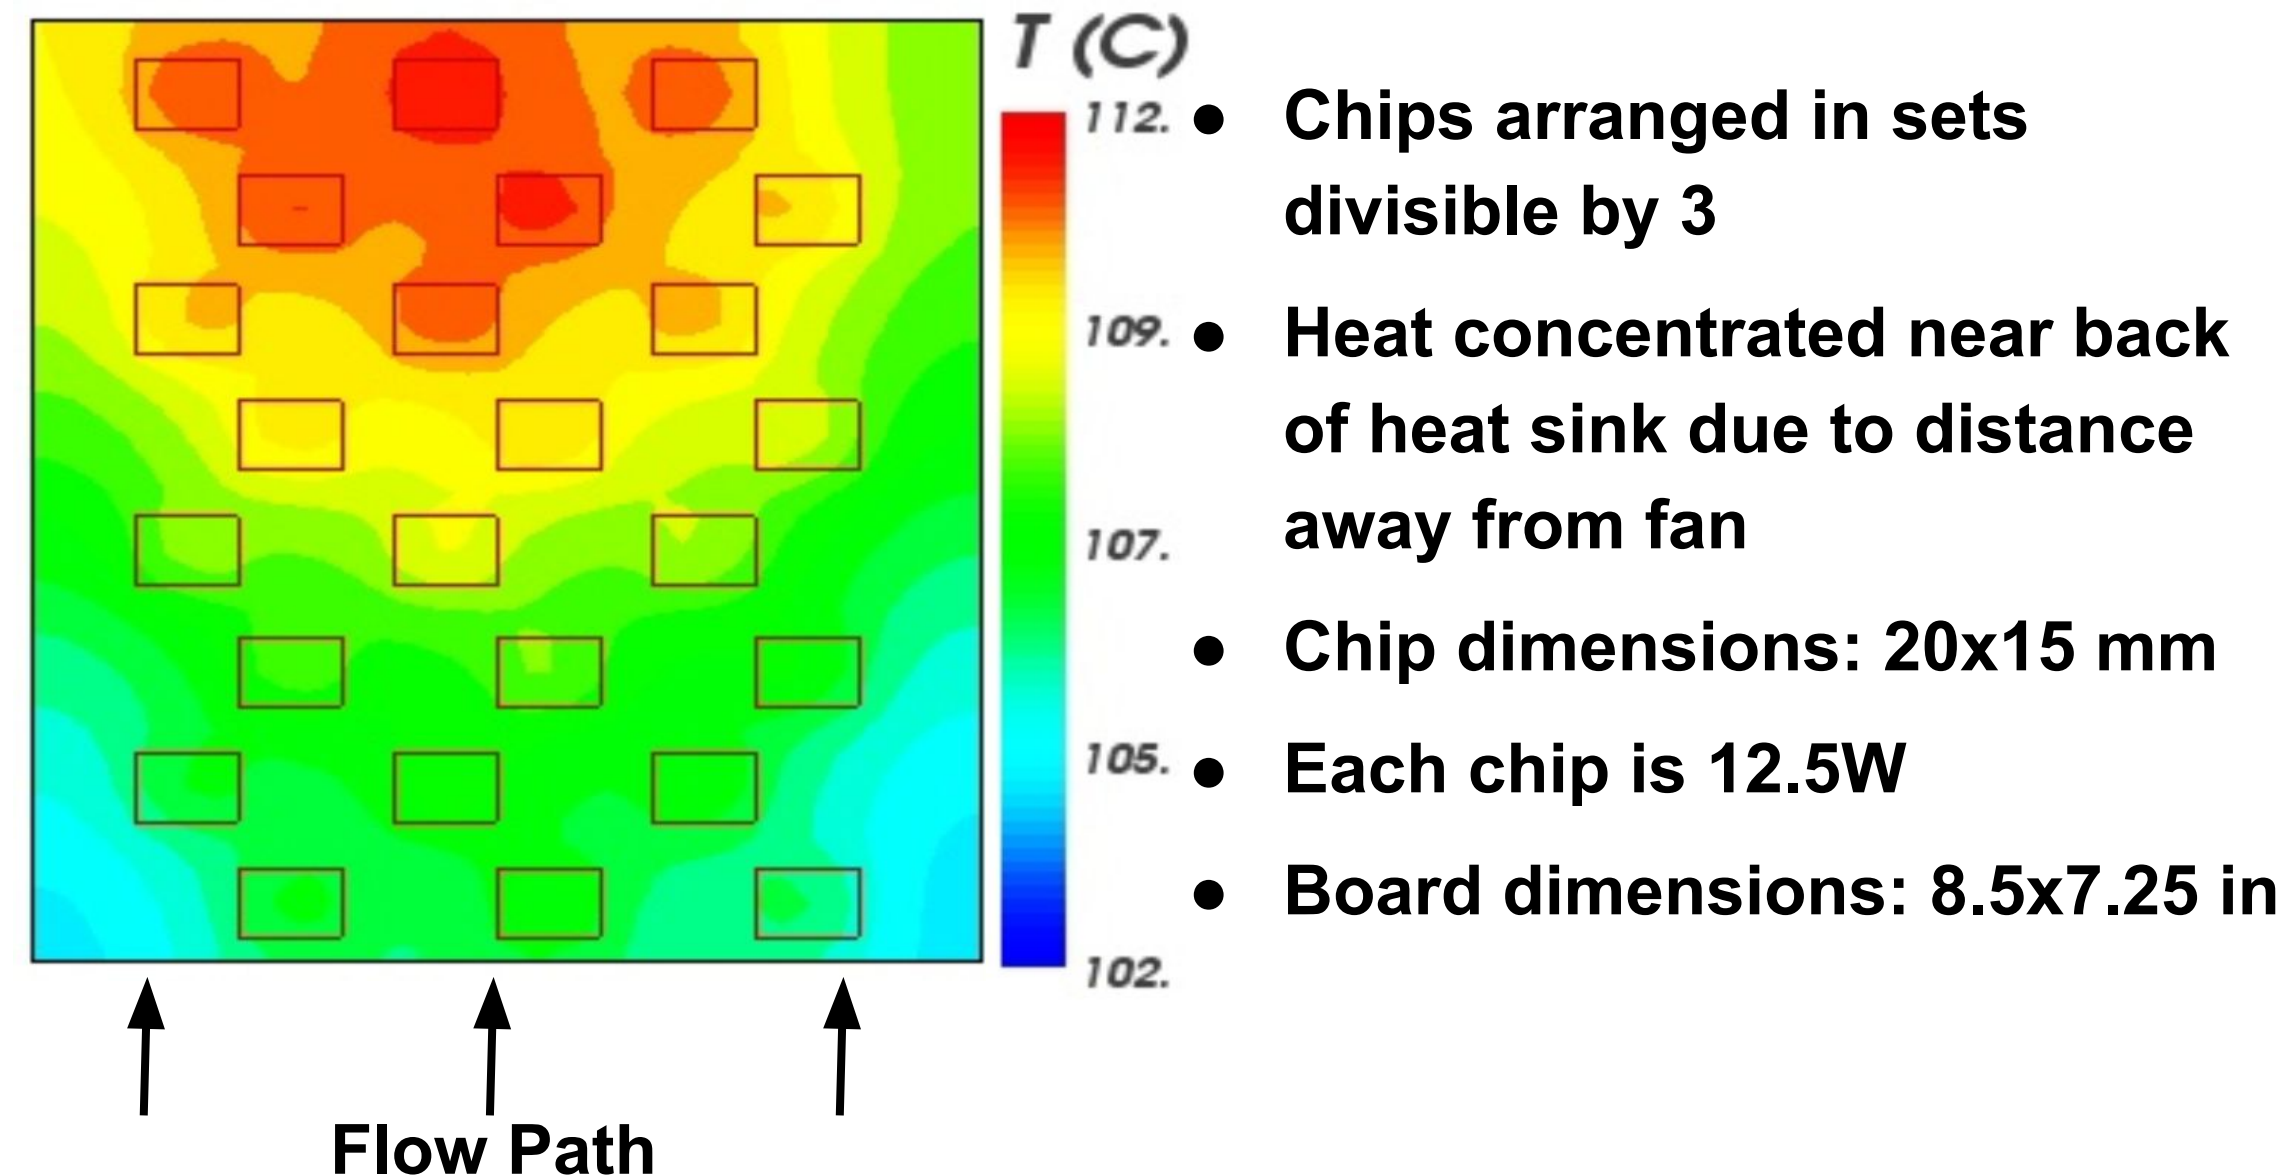 T (C)
112.
109.
107.
105.
102.
● Chips arranged in sets
divisible by 3
● Heat concentrated near back
of heat sink due to distance
away from fan
● Chip dimensions: 20x15 mm
● Each chip is 12.5W
● Board dimensions: 8.5x7.25 in
Flow Path